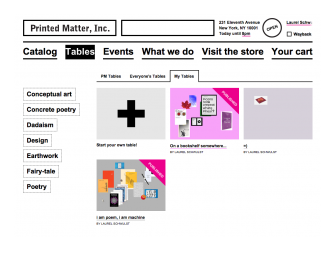 Printed Matter, Inc.
231 Eleventh Avenue
New York, NY 10001
Today until 8pm
OPEN
Laurel Schw
Wayback
Catalog Tables Events What we do Visit the store Your cart
PM Tables Everyone's Tables My Tables
Conceptual art
Concrete poetry
Dadaism
Design
Earthwork
Fairy-tale
Poetry
Start your own table!
On a bookshelf somewhere...
BY LAUREL SCHWULST
=)
BY LAUREL SCHWULST
i am poem, i am machine
BY LAUREL SCHWULST